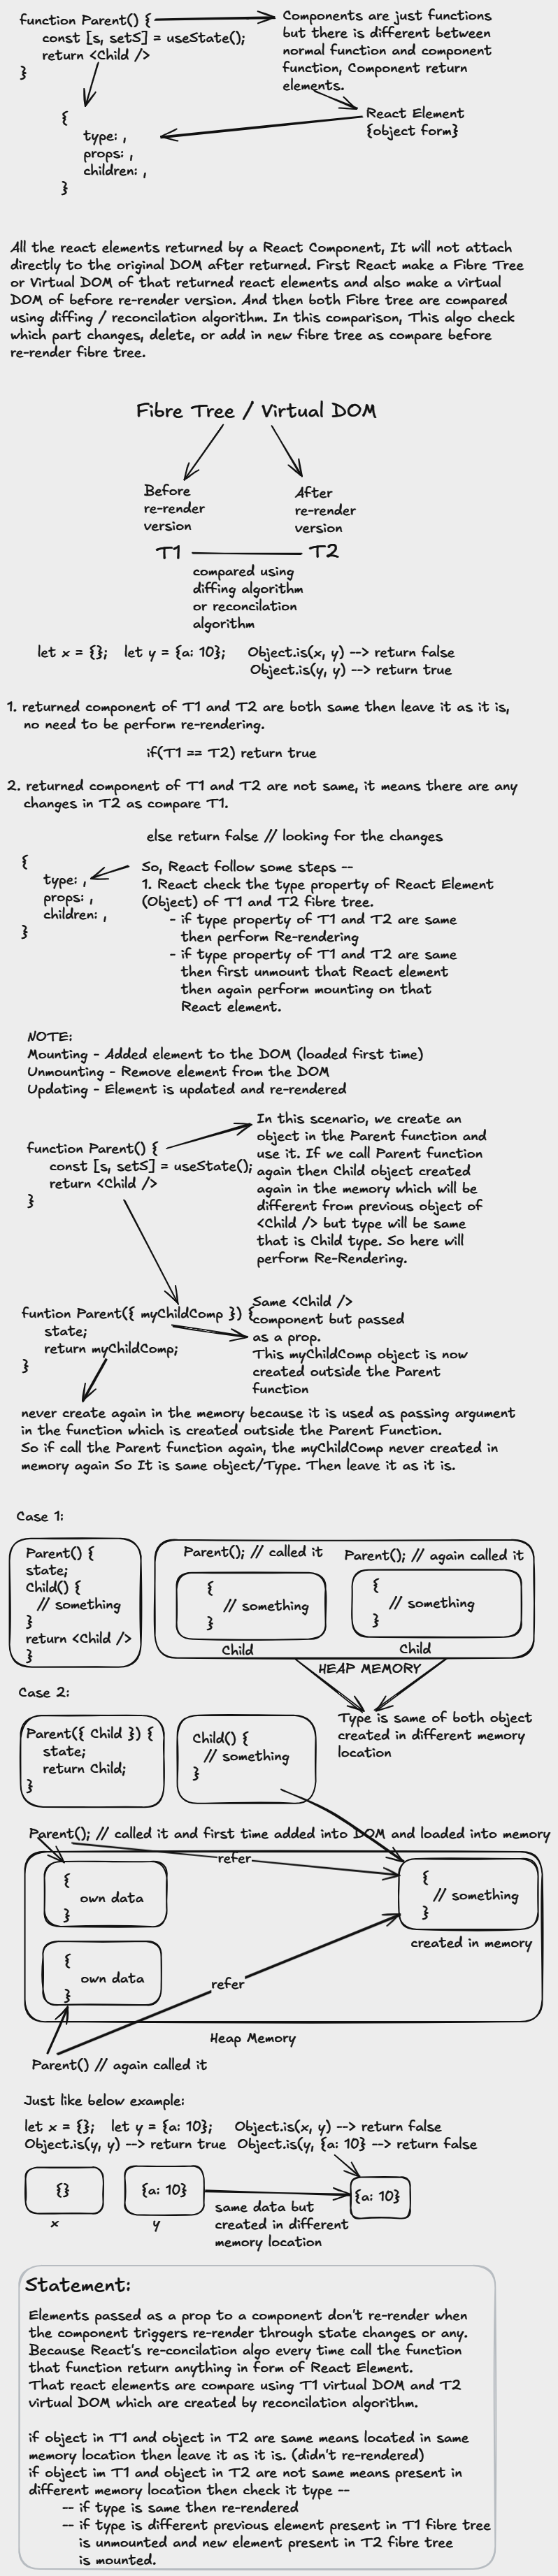 function Parent() {
const [s, setS] = useState();
return <Child />
}
Components are just functions
but there is different between
normal function and component
function, Component return
elements.
React Element
{object form}
{
type: ,
props: ,
children: ,
}
All the react elements returned by a React Component, It will not attach
directly to the original DOM after returned. First React make a Fibre Tree
or Virtual DOM of that returned react elements and also make a virtual
DOM of before re-render version. And then both Fibre tree are compared
using diffing / reconcilation algorithm. In this comparison, This algo check
which part changes, delete, or add in new fibre tree as compare before
re-render fibre tree.
Fibre Tree / Virtual DOM
Before
re-render
version
After
re-render
version
T1
T2
compared using
diffing algorithm
or reconcilation
algorithm
let x = {}; let y = {a: 10}; Object.is(x, y) --> return false
Object.is(y, y) --> return true
1. returned component of T1 and T2 are both same then leave it as it is,
no need to be perform re-rendering.
if(T1 == T2) return true
2. returned component of T1 and T2 are not same, it means there are any
changes in T2 as compare T1.
else return false // looking for the changes
{
type: ,
props: ,
children: ,
}
So, React follow some steps --
1. React check the type property of React Element
(Object) of T1 and T2 fibre tree.
- if type property of T1 and T2 are same
then perform Re-rendering
- if type property of T1 and T2 are same
then first unmount that React element
then again perform mounting on that
React element.
NOTE:
Mounting - Added element to the DOM (loaded first time)
Unmounting - Remove element from the DOM
Updating - Element is updated and re-rendered
function Parent() {
const [s, setS] = useState();
return <Child />
}
In this scenario, we create an
object in the Parent function and
use it. If we call Parent function
again then Child object created
again in the memory which will be
different from previous object of
<Child /> but type will be same
that is Child type. So here will
perform Re-Rendering.
funtion Parent({ myChildComp }) {
state;
return myChildComp;
}
Same <Child />
component but passed
as a prop.
This myChildComp object is now
created outside the Parent
function
never create again in the memory because it is used as passing argument
in the function which is created outside the Parent Function.
So if call the Parent function again, the myChildComp never created in
memory again So It is same object/Type. Then leave it as it is.
Case 1:
Parent() {
state;
Child() {
// something
}
return <Child />
}
Parent(); // called it
{
// something
}
Child
Parent(); // again called it
{
// something
}
Child
HEAP MEMORY
Type is same of both object
created in different memory
location
Case 2:
Parent({ Child }) {
state;
return Child;
}
Child() {
// something
}
Parent(); // called it and first time added into DOM and loaded into memory
refer
{
own data
}
{
// something
}
created in memory
{
own data
}
refer
Heap Memory
Parent() // again called it
Just like below example:
let x = {}; let y = {a: 10}; Object.is(x, y) --> return false
Object.is(y, y) --> return true Object.is(y, {a: 10} --> return false
{}
x
{a: 10}
y
same data but
created in different
memory location
{a: 10}
Statement:
Elements passed as a prop to a component don't re-render when
the component triggers re-render through state changes or any.
Because React's re-concilation algo every time call the function
that function return anything in form of React Element.
That react elements are compare using T1 virtual DOM and T2
virtual DOM which are created by reconcilation algorithm.
if object in T1 and object in T2 are same means located in same
memory location then leave it as it is. (didn't re-rendered)
if object im T1 and object in T2 are not same means present in
different memory location then check it type --
-- if type is same then re-rendered
-- if type is different previous element present in T1 fibre tree
is unmounted and new element present in T2 fibre tree
is mounted.